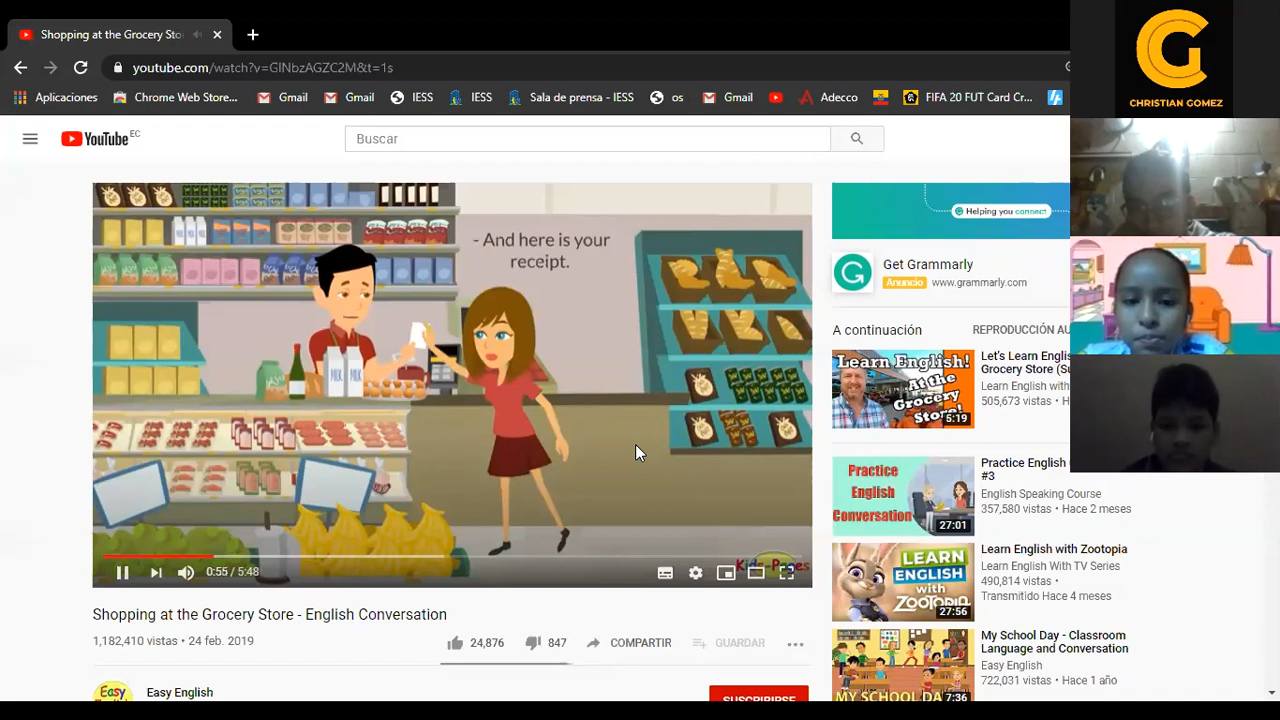 Shopping at the Grocery Sto
youtube.com/watch?v=GlNbzAGZC2M&t=1s
Aplicaciones
Chrome Web Store...
Gmail
Gmail
IESS
IESS
Sala de prensa - IESS
os
Gmail
Adecco
FIFA 20 FUT Card Cr...
G
CHRISTIAN GOMEZ
YouTube EC
Buscar
- And here is your
receipt.
MILK
MILK
Kids-Pages
0:55 / 5:48
Shopping at the Grocery Store - English Conversation
1,182,410 vistas • 24 feb. 2019
24,876
847
COMPARTIR
GUARDAR
Easy
Easy English
SUSCRIBIRSE
Helping you connect
Get Grammarly
Anuncio www.grammarly.com
A continuación
REPRODUCCIÓN AU
Learn English!
At the
Grocery
Store!
5:19
Let's Learn Engli
Grocery Store (Su
Learn English with
505,673 vistas • H
Practice
English
Conversation
27:01
Practice English
#3
English Speaking Course
357,580 vistas • Hace 2 meses
LEARN
ENGLISH
with
ZOOTOPIA
27:56
Learn English with Zootopia
Learn English With TV Series
490,814 vistas •
Transmitido Hace 4 meses
MY SCHOOL DA
7:36
My School Day - Classroom
Language and Conversation
Easy English
722,031 vistas • Hace 1 año